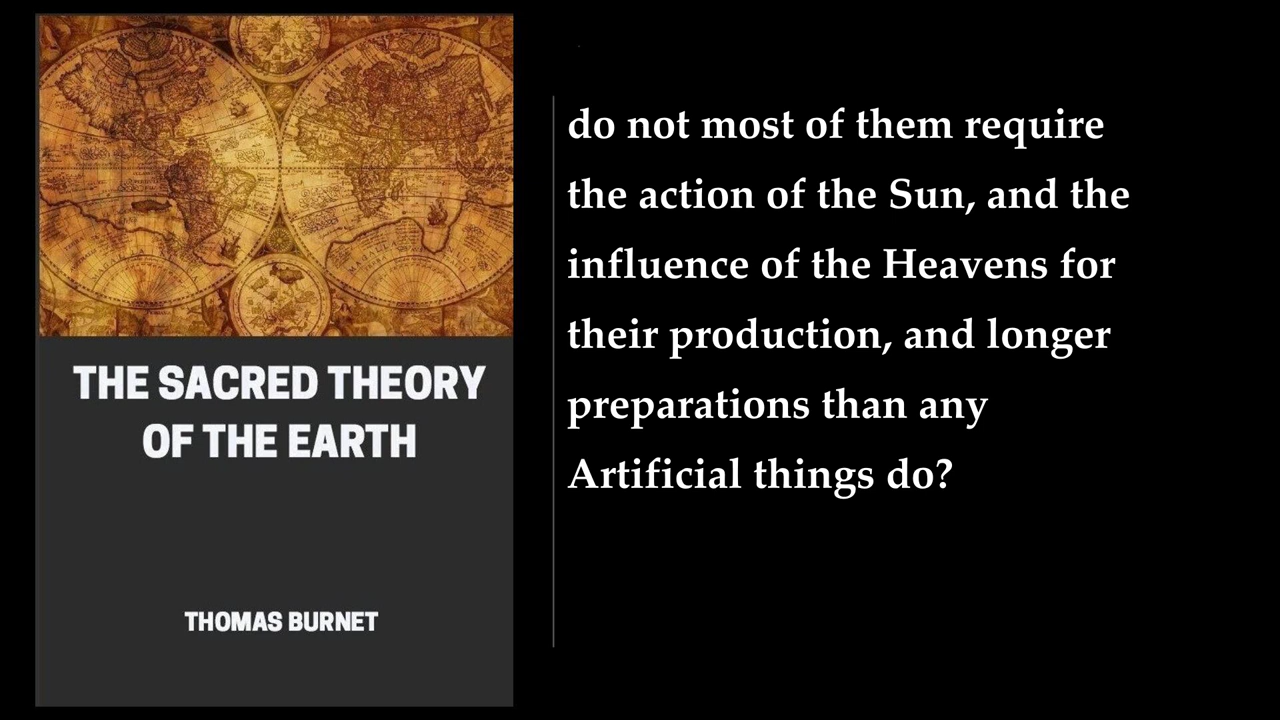 THE SACRED THEORY
OF THE EARTH
THOMAS BURNET
do not most of them require
the action of the Sun, and the
influence of the Heavens for
their production, and longer
preparations than any
Artificial things do?